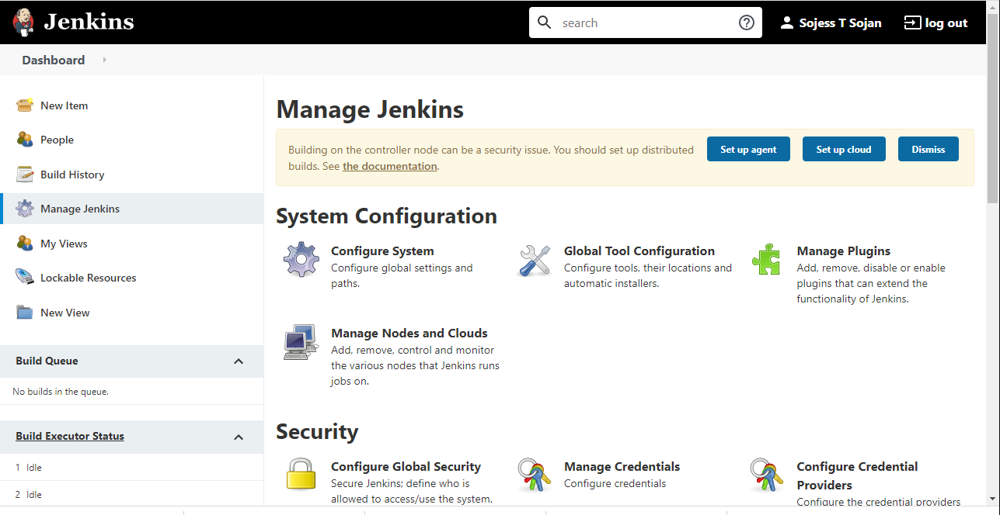 Jenkins
search
Sojess T Sojan
log out
Dashboard
New Item
People
Build History
Manage Jenkins
My Views
Lockable Resources
New View
Build Queue
No builds in the queue.
Build Executor Status
1 Idle
2 Idle
Manage Jenkins
Building on the controller node can be a security issue. You should set up distributed
builds. See the documentation.
Set up agent
Set up cloud
Dismiss
System Configuration
Configure System
Configure global settings and
paths.
Global Tool Configuration
Configure tools, their locations and
automatic installers.
Manage Plugins
Add, remove, disable or enable
plugins that can extend the
functionality of Jenkins.
Manage Nodes and Clouds
Add, remove, control and monitor
the various nodes that Jenkins runs
jobs on.
Security
Configure Global Security
Secure Jenkins; define who is
allowed to access/use the system.
Manage Credentials
Configure credentials
Configure Credential
Providers
Configure the credential providers